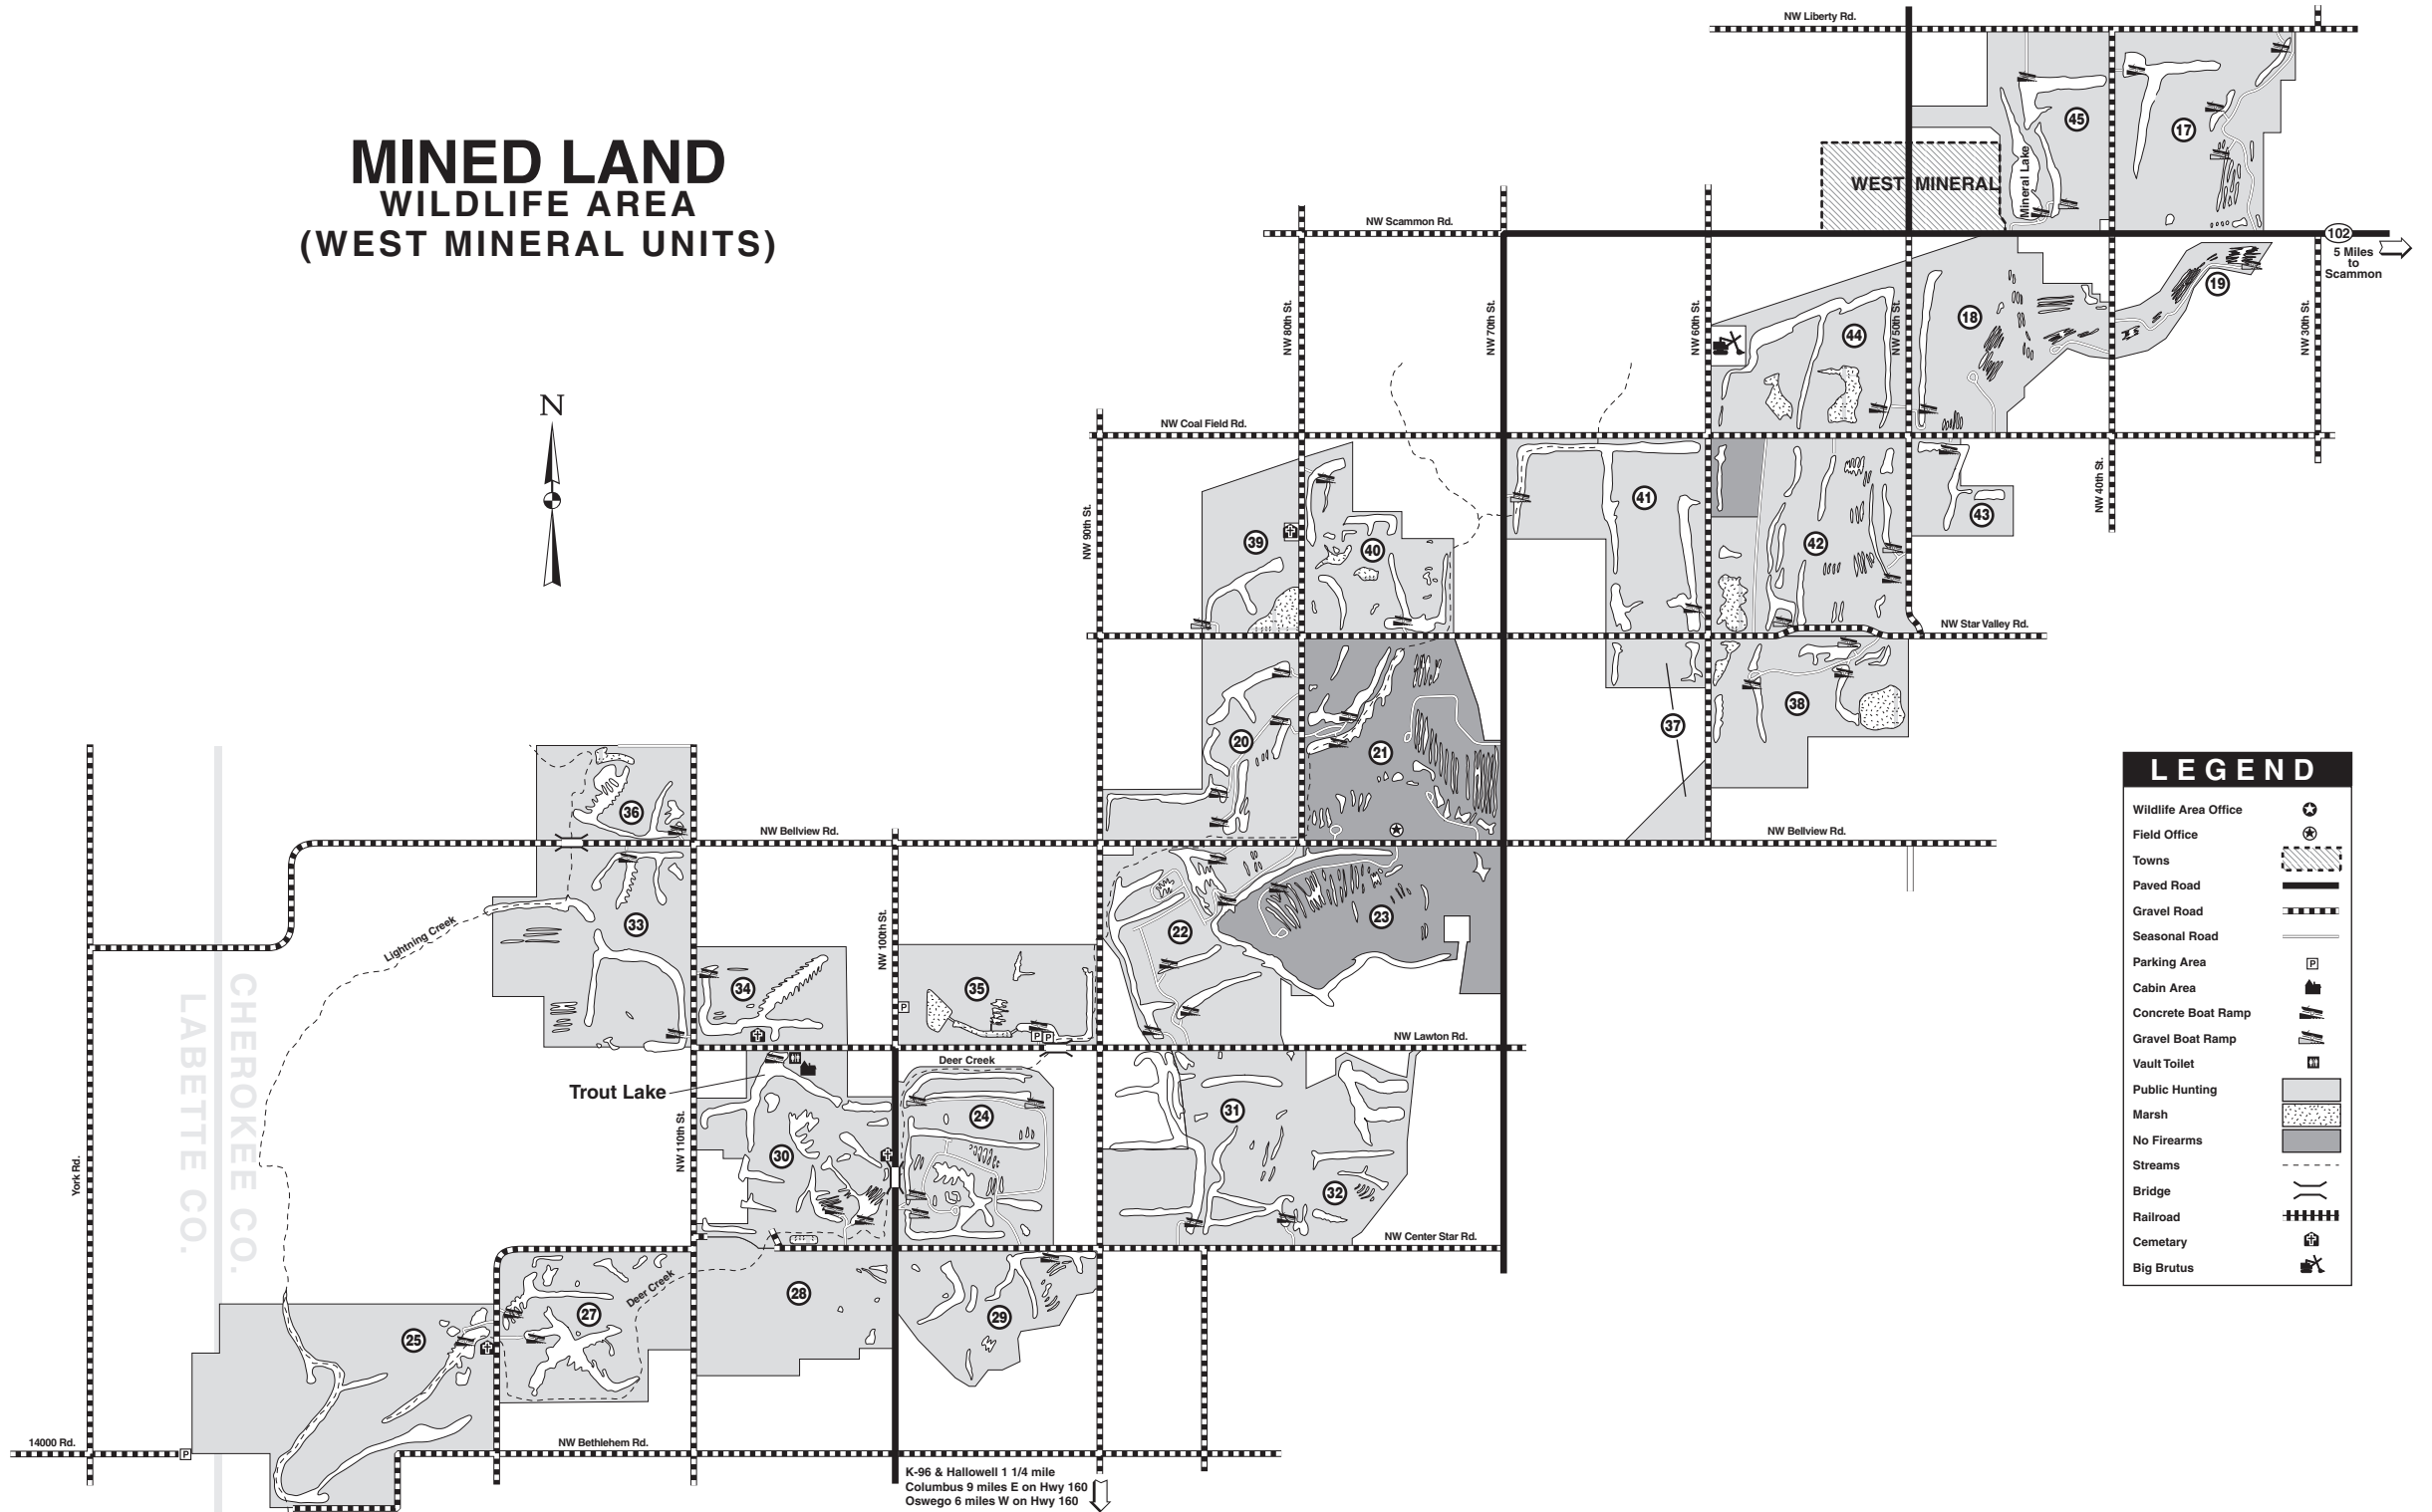 MINED LAND
WILDLIFE AREA
(WEST MINERAL UNITS)
N
NW Liberty Rd.
45
17
Mineral Lake
WEST MINERAL
NW Scammon Rd.
102
5 Miles
to
Scammon
19
18
44
NW 80th St.
NW 70th St.
NW 60th St.
NW 50th St.
NW 30th St.
NW Coal Field Rd.
NW 90th St.
NW 40th St.
41
43
39
40
42
NW Star Valley Rd.
38
37
20
21
36
NW Bellview Rd.
NW Bellview Rd.
33
Lightning Creek
NW 100th St.
22
23
34
35
P
P
P
NW Lawton Rd.
Deer Creek
Trout Lake
24
31
NW 110th St.
30
32
York Rd.
CHEROKEE CO.
LABETTE CO.
NW Center Star Rd.
Deer Creek
28
27
29
25
14000 Rd.
P
NW Bethlehem Rd.
K-96 & Hallowell 1 1/4 mile
Columbus 9 miles E on Hwy 160
Oswego 6 miles W on Hwy 160
LEGEND
Wildlife Area Office
Field Office
Towns
Paved Road
Gravel Road
Seasonal Road
Parking Area P
Cabin Area
Concrete Boat Ramp
Gravel Boat Ramp
Vault Toilet
Public Hunting
Marsh
No Firearms
Streams
Bridge
Railroad
Cemetary
Big Brutus